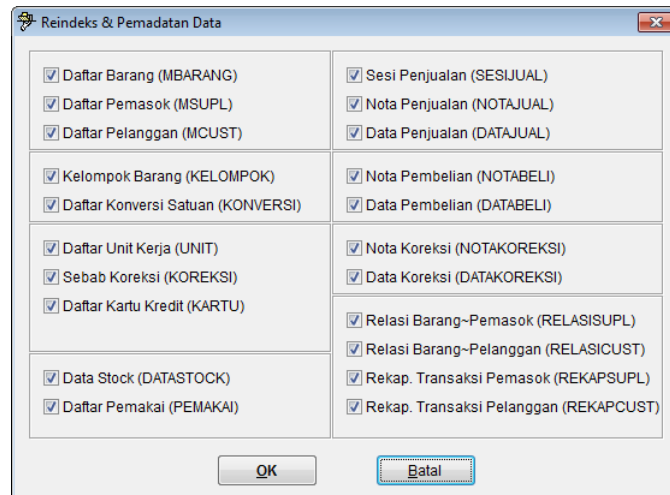 Reindeks & Pemadatan Data
Daftar Barang (MBARANG)
Daftar Pemasok (MSUPL)
Daftar Pelanggan (MCUST)
Kelompok Barang (KELOMPOK)
Daftar Konversi Satuan (KONVERSI)
Daftar Unit Kerja (UNIT)
Sebab Koreksi (KOREKSI)
Daftar Kartu Kredit (KARTU)
Data Stock (DATASTOCK)
Daftar Pemakai (PEMAKAI)
Sesi Penjualan (SESIJUAL)
Nota Penjualan (NOTAJUAL)
Data Penjualan (DATAJUAL)
Nota Pembelian (NOTABELI)
Data Pembelian (DATABELI)
Nota Koreksi (NOTAKOREKSI)
Data Koreksi (DATAKOREKSI)
Relasi Barang~Pemasok (RELASISUPL)
Relasi Barang~Pelanggan (RELASICUST)
Rekap. Transaksi Pemasok (REKAPSUPL)
Rekap. Transaksi Pelanggan (REKAPCUST)
OK
Batal